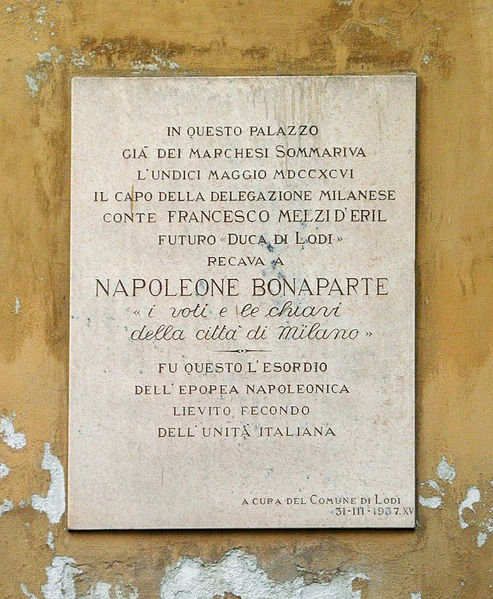 IN QUESTO PALAZZO
GIÀ DEI MARCHESI SOMMARIVA
L'UNDICI MAGGIO MDCCXCVI
IL CAPO DELLA DELEGAZIONE MILANESE
CONTE FRANCESCO MELZI D'ERIL
FUTURO «DUCA DI LODI»
RECAVA A
NAPOLEONE BONAPARTE
«i voti e le chiavi
della città di Milano»
FU QUESTO L'ESORDIO
DELL'EPOPEA NAPOLEONICA
LIEVITO FECONDO
DELL'UNITÀ ITALIANA
A CURA DEL COMUNE DI LODI
31-III-1937.XV